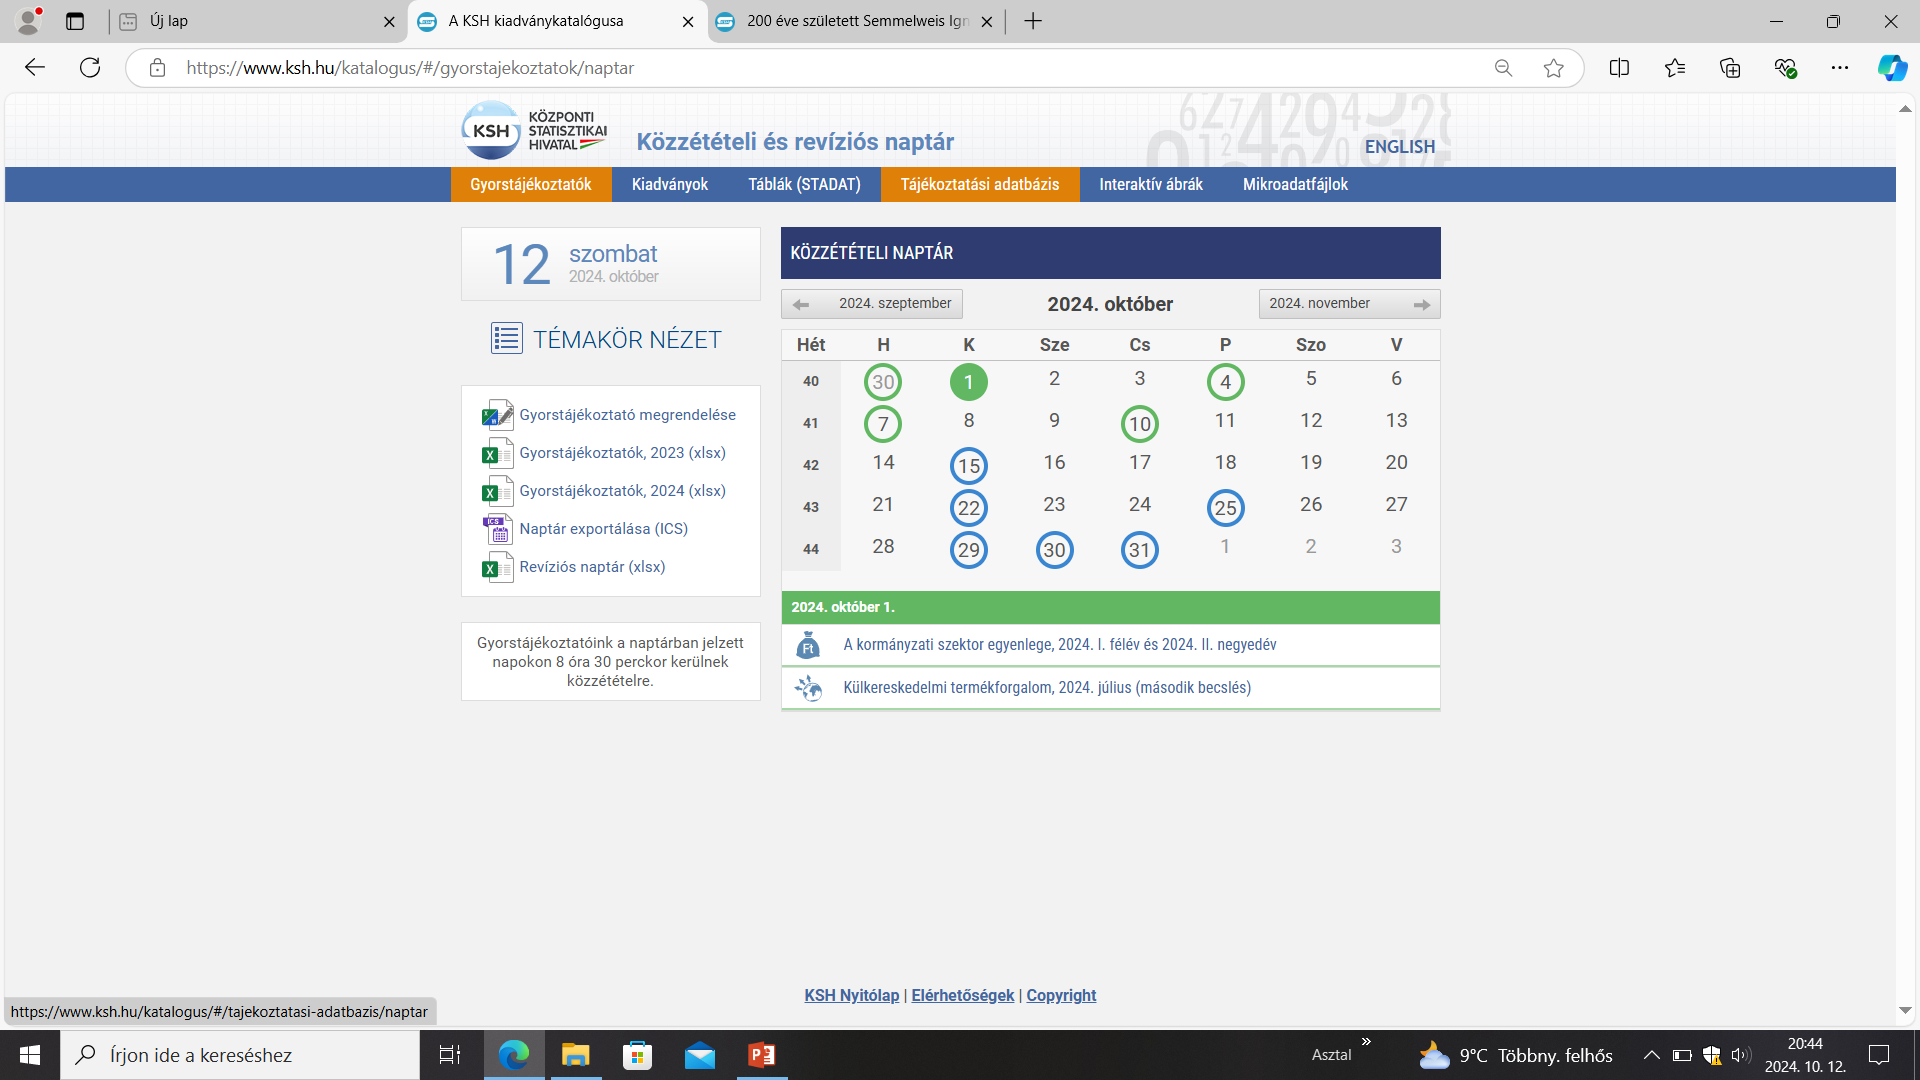 Új lap
A KSH kiadványkatalógusa
200 éve született Semmelweis Ign
https://www.ksh.hu/katalogus/#/gyorstajekoztatok/naptar
KSH
KÖZPONTI
STATISZTIKAI
HIVATAL
Közzétételi és revíziós naptár
ENGLISH
Gyorstájékoztatók
Kiadványok
Táblák (STADAT)
Tájékoztatási adatbázis
Interaktív ábrák
Mikroadatfájlok
12
szombat
2024. október
TÉMAKÖR NÉZET
Gyorstájékoztató megrendelése
Gyorstájékoztatók, 2023 (xlsx)
Gyorstájékoztatók, 2024 (xlsx)
Naptár exportálása (ICS)
Revíziós naptár (xlsx)
Gyorstájékoztatóink a naptárban jelzett
napokon 8 óra 30 perckor kerülnek
közzétételre.
KÖZZÉTÉTELI NAPTÁR
2024. szeptember
2024. október
2024. november
Hét H K Sze Cs P Szo V
40 30 1 2 3 4 5 6
41 7 8 9 10 11 12 13
42 14 15 16 17 18 19 20
43 21 22 23 24 25 26 27
44 28 29 30 31 1 2 3
2024. október 1.
Ft
A kormányzati szektor egyenlege, 2024. I. félév és 2024. II. negyedév
Külkereskedelmi termékforgalom, 2024. július (második becslés)
KSH Nyitólap | Elérhetőségek | Copyright
https://www.ksh.hu/katalogus/#/tajekoztatasi-adatbazis/naptar
Írjon ide a kereséshez
Asztal
9°C Többny. felhős
20:44
2024. 10. 12.